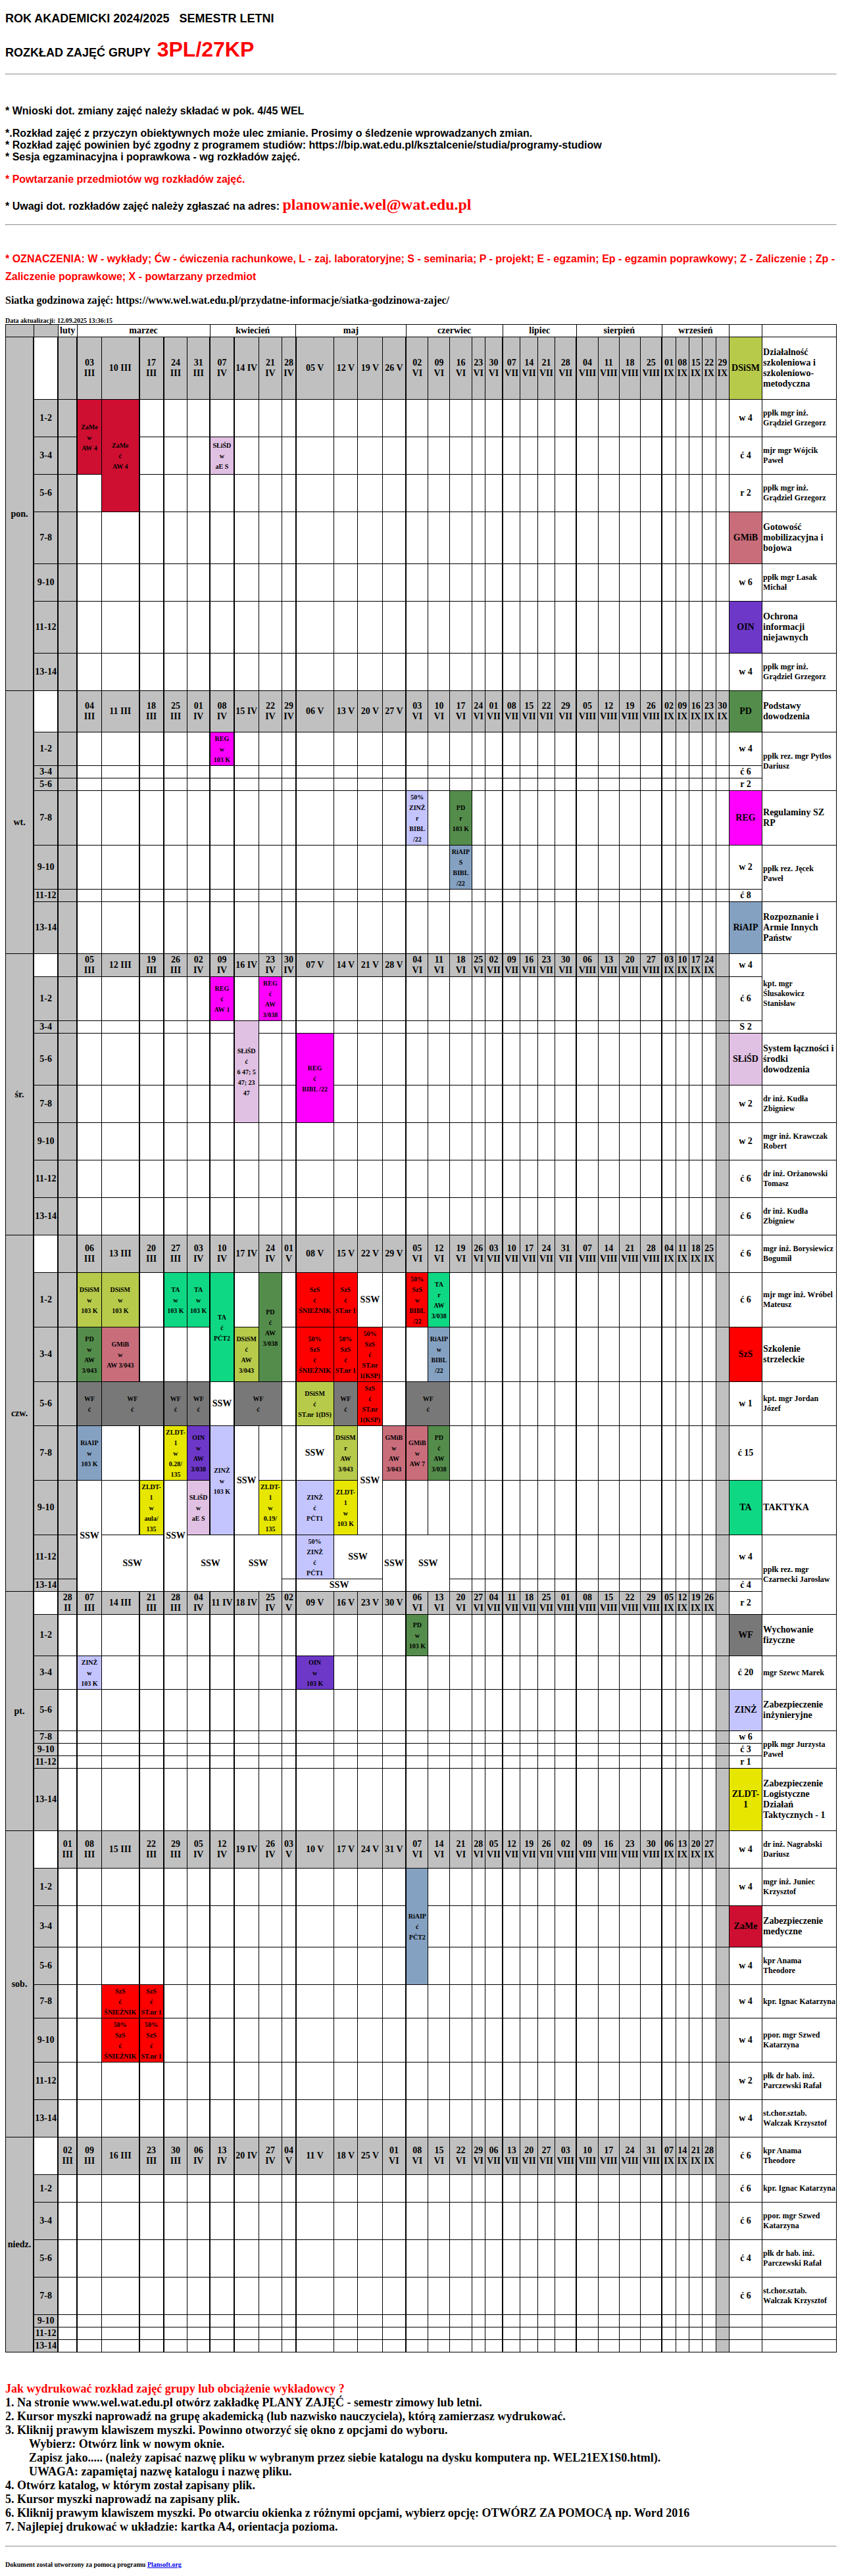 ROK AKADEMICKI 2024/2025 SEMESTR LETNI
ROZKŁAD ZAJĘĆ GRUPY 3PL/27KP
* Wnioski dot. zmiany zajęć należy składać w pok. 4/45 WEL
*.Rozkład zajęć z przyczyn obiektywnych może ulec zmianie. Prosimy o śledzenie wprowadzanych zmian.
* Rozkład zajęć powinien być zgodny z programem studiów: https://bip.wat.edu.pl/ksztalcenie/studia/programy-studiow
* Sesja egzaminacyjna i poprawkowa - wg rozkładów zajęć.
* Powtarzanie przedmiotów wg rozkładów zajęć.
* Uwagi dot. rozkładów zajęć należy zgłaszać na adres: planowanie.wel@wat.edu.pl
* OZNACZENIA: W - wykłady; Ćw - ćwiczenia rachunkowe, L - zaj. laboratoryjne; S - seminaria; P - projekt; E - egzamin; Ep - egzamin poprawkowy; Z - Zaliczenie ; Zp -
Zaliczenie poprawkowe; X - powtarzany przedmiot
Siatka godzinowa zajęć: https://www.wel.wat.edu.pl/przydatne-informacje/siatka-godzinowa-zajec/
Data aktualizacji: 12.09.2025 13:36:15
luty marzec kwiecień maj czerwiec lipiec sierpień wrzesień
pon. 03 III 10 III 17 III 24 III 31 III 07 IV 14 IV 21 IV 28 IV 05 V 12 V 19 V 26 V 02 VI 09 VI 16 VI 23 VI 30 VI 07 VII 14 VII 21 VII 28 VII 04 VIII 11 VIII 18 VIII 25 VIII 01 IX 08 IX 15 IX 22 IX 29 IX DSiSM Działalność szkoleniowa i szkoleniowo-metodyczna
1-2 ZaMe w AW 4 ZaMe ć AW 4 w 4 ppłk mgr inż. Grądziel Grzegorz
3-4 SŁiŚD w aE S ć 4 mjr mgr Wójcik Paweł
5-6 r 2 ppłk mgr inż. Grądziel Grzegorz
7-8 GMiB Gotowość mobilizacyjna i bojowa
9-10 w 6 ppłk mgr Lasak Michał
11-12 OIN Ochrona informacji niejawnych
13-14 w 4 ppłk mgr inż. Grądziel Grzegorz
wt. 04 III 11 III 18 III 25 III 01 IV 08 IV 15 IV 22 IV 29 IV 06 V 13 V 20 V 27 V 03 VI 10 VI 17 VI 24 VI 01 VII 08 VII 15 VII 22 VII 29 VII 05 VIII 12 VIII 19 VIII 26 VIII 02 IX 09 IX 16 IX 23 IX 30 IX PD Podstawy dowodzenia
1-2 REG w 103 K w 4 ppłk rez. mgr Pytlos Dariusz
3-4 ć 6
5-6 r 2
7-8 50% ZINŻ r BIBL /22 PD r 103 K REG Regulaminy SZ RP
9-10 RiAIP S BIBL /22 w 2 ppłk rez. Jęcek Paweł
11-12 ć 8
13-14 RiAIP Rozpoznanie i Armie Innych Państw
śr. 05 III 12 III 19 III 26 III 02 IV 09 IV 16 IV 23 IV 30 IV 07 V 14 V 21 V 28 V 04 VI 11 VI 18 VI 25 VI 02 VII 09 VII 16 VII 23 VII 30 VII 06 VIII 13 VIII 20 VIII 27 VIII 03 IX 10 IX 17 IX 24 IX w 4 kpt. mgr Ślusakowicz Stanisław
1-2 REG ć AW 1 REG ć AW 3/038 ć 6
3-4 SŁiŚD ć 6 47; 5 47; 23 47 S 2
5-6 REG ć BIBL /22 SŁiŚD System łączności i środki dowodzenia
7-8 w 2 dr inż. Kudła Zbigniew
9-10 w 2 mgr inż. Krawczak Robert
11-12 ć 6 dr inż. Orżanowski Tomasz
13-14 ć 6 dr inż. Kudła Zbigniew
czw. 06 III 13 III 20 III 27 III 03 IV 10 IV 17 IV 24 IV 01 V 08 V 15 V 22 V 29 V 05 VI 12 VI 19 VI 26 VI 03 VII 10 VII 17 VII 24 VII 31 VII 07 VIII 14 VIII 21 VIII 28 VIII 04 IX 11 IX 18 IX 25 IX ć 6 mgr inż. Borysiewicz Bogumił
1-2 DSiSM w 103 K DSiSM w 103 K TA w 103 K TA w 103 K TA ć PĆT2 PD ć AW 3/038 SzS ć ŚNIEŻNIK SzS ć ST.nr 1 SSW 50% SzS w BIBL /22 TA r AW 3/038 ć 6 mjr mgr inż. Wróbel Mateusz
3-4 PD w AW 3/043 GMiB w AW 3/043 DSiSM ć AW 3/043 50% SzS ć ŚNIEŻNIK 50% SzS ć ST.nr 1 50% SzS ć ST.nr 1(KSP) RiAIP w BIBL /22 SzS Szkolenie strzeleckie
5-6 WF ć WF ć WF ć WF ć SSW WF ć DSiSM ć ST.nr 1(DS) WF ć SzS ć ST.nr 1(KSP) WF ć w 1 kpt. mgr Jordan Józef
7-8 RiAIP w 103 K ZLDT-1 w 0.28/ 135 OIN w AW 3/038 ZINŻ w 103 K SSW SSW DSiSM r AW 3/043 SSW GMiB w AW 3/043 GMiB w AW 7 PD ć AW 3/038 ć 15
9-10 SSW ZLDT-1 w aula/ 135 SSW SŁiŚD w aE S ZLDT-1 w 0.19/ 135 ZINŻ ć PĆT1 ZLDT-1 w 103 K TA TAKTYKA
11-12 SSW SSW SSW 50% ZINŻ ć PĆT1 SSW SSW SSW w 4 ppłk rez. mgr Czarnecki Jarosław
13-14 SSW ć 4
pt. 28 II 07 III 14 III 21 III 28 III 04 IV 11 IV 18 IV 25 IV 02 V 09 V 16 V 23 V 30 V 06 VI 13 VI 20 VI 27 VI 04 VII 11 VII 18 VII 25 VII 01 VIII 08 VIII 15 VIII 22 VIII 29 VIII 05 IX 12 IX 19 IX 26 IX r 2
1-2 PD w 103 K WF Wychowanie fizyczne
3-4 ZINŻ w 103 K OIN w 103 K ć 20 mgr Szewc Marek
5-6 ZINŻ Zabezpieczenie inżynieryjne
7-8 w 6 ppłk mgr Jurzysta Paweł
9-10 ć 3
11-12 r 1
13-14 ZLDT-1 Zabezpieczenie Logistyczne Działań Taktycznych - 1
sob. 01 III 08 III 15 III 22 III 29 III 05 IV 12 IV 19 IV 26 IV 03 V 10 V 17 V 24 V 31 V 07 VI 14 VI 21 VI 28 VI 05 VII 12 VII 19 VII 26 VII 02 VIII 09 VIII 16 VIII 23 VIII 30 VIII 06 IX 13 IX 20 IX 27 IX w 4 dr inż. Nagrabski Dariusz
1-2 RiAIP ć PĆT2 w 4 mgr inż. Juniec Krzysztof
3-4 ZaMe Zabezpieczenie medyczne
5-6 w 4 kpr Anama Theodore
7-8 SzS ć ŚNIEŻNIK SzS ć ST.nr 1 w 4 kpr. Ignac Katarzyna
9-10 50% SzS ć ŚNIEŻNIK 50% SzS ć ST.nr 1 w 4 ppor. mgr Szwed Katarzyna
11-12 w 2 płk dr hab. inż. Parczewski Rafał
13-14 w 4 st.chor.sztab. Walczak Krzysztof
niedz. 02 III 09 III 16 III 23 III 30 III 06 IV 13 IV 20 IV 27 IV 04 V 11 V 18 V 25 V 01 VI 08 VI 15 VI 22 VI 29 VI 06 VII 13 VII 20 VII 27 VII 03 VIII 10 VIII 17 VIII 24 VIII 31 VIII 07 IX 14 IX 21 IX 28 IX ć 6 kpr Anama Theodore
1-2 ć 6 kpr. Ignac Katarzyna
3-4 ć 6 ppor. mgr Szwed Katarzyna
5-6 ć 4 płk dr hab. inż. Parczewski Rafał
7-8 ć 6 st.chor.sztab. Walczak Krzysztof
9-10
11-12
13-14
Jak wydrukować rozkład zajęć grupy lub obciążenie wykładowcy ?
1. Na stronie www.wel.wat.edu.pl otwórz zakładkę PLANY ZAJĘĆ - semestr zimowy lub letni.
2. Kursor myszki naprowadź na grupę akademicką (lub nazwisko nauczyciela), którą zamierzasz wydrukować.
3. Kliknij prawym klawiszem myszki. Powinno otworzyć się okno z opcjami do wyboru.
Wybierz: Otwórz link w nowym oknie.
Zapisz jako..... (należy zapisać nazwę pliku w wybranym przez siebie katalogu na dysku komputera np. WEL21EX1S0.html).
UWAGA: zapamiętaj nazwę katalogu i nazwę pliku.
4. Otwórz katalog, w którym został zapisany plik.
5. Kursor myszki naprowadź na zapisany plik.
6. Kliknij prawym klawiszem myszki. Po otwarciu okienka z różnymi opcjami, wybierz opcję: OTWÓRZ ZA POMOCĄ np. Word 2016
7. Najlepiej drukować w układzie: kartka A4, orientacja pozioma.
Dokument został utworzony za pomocą programu Plansoft.org